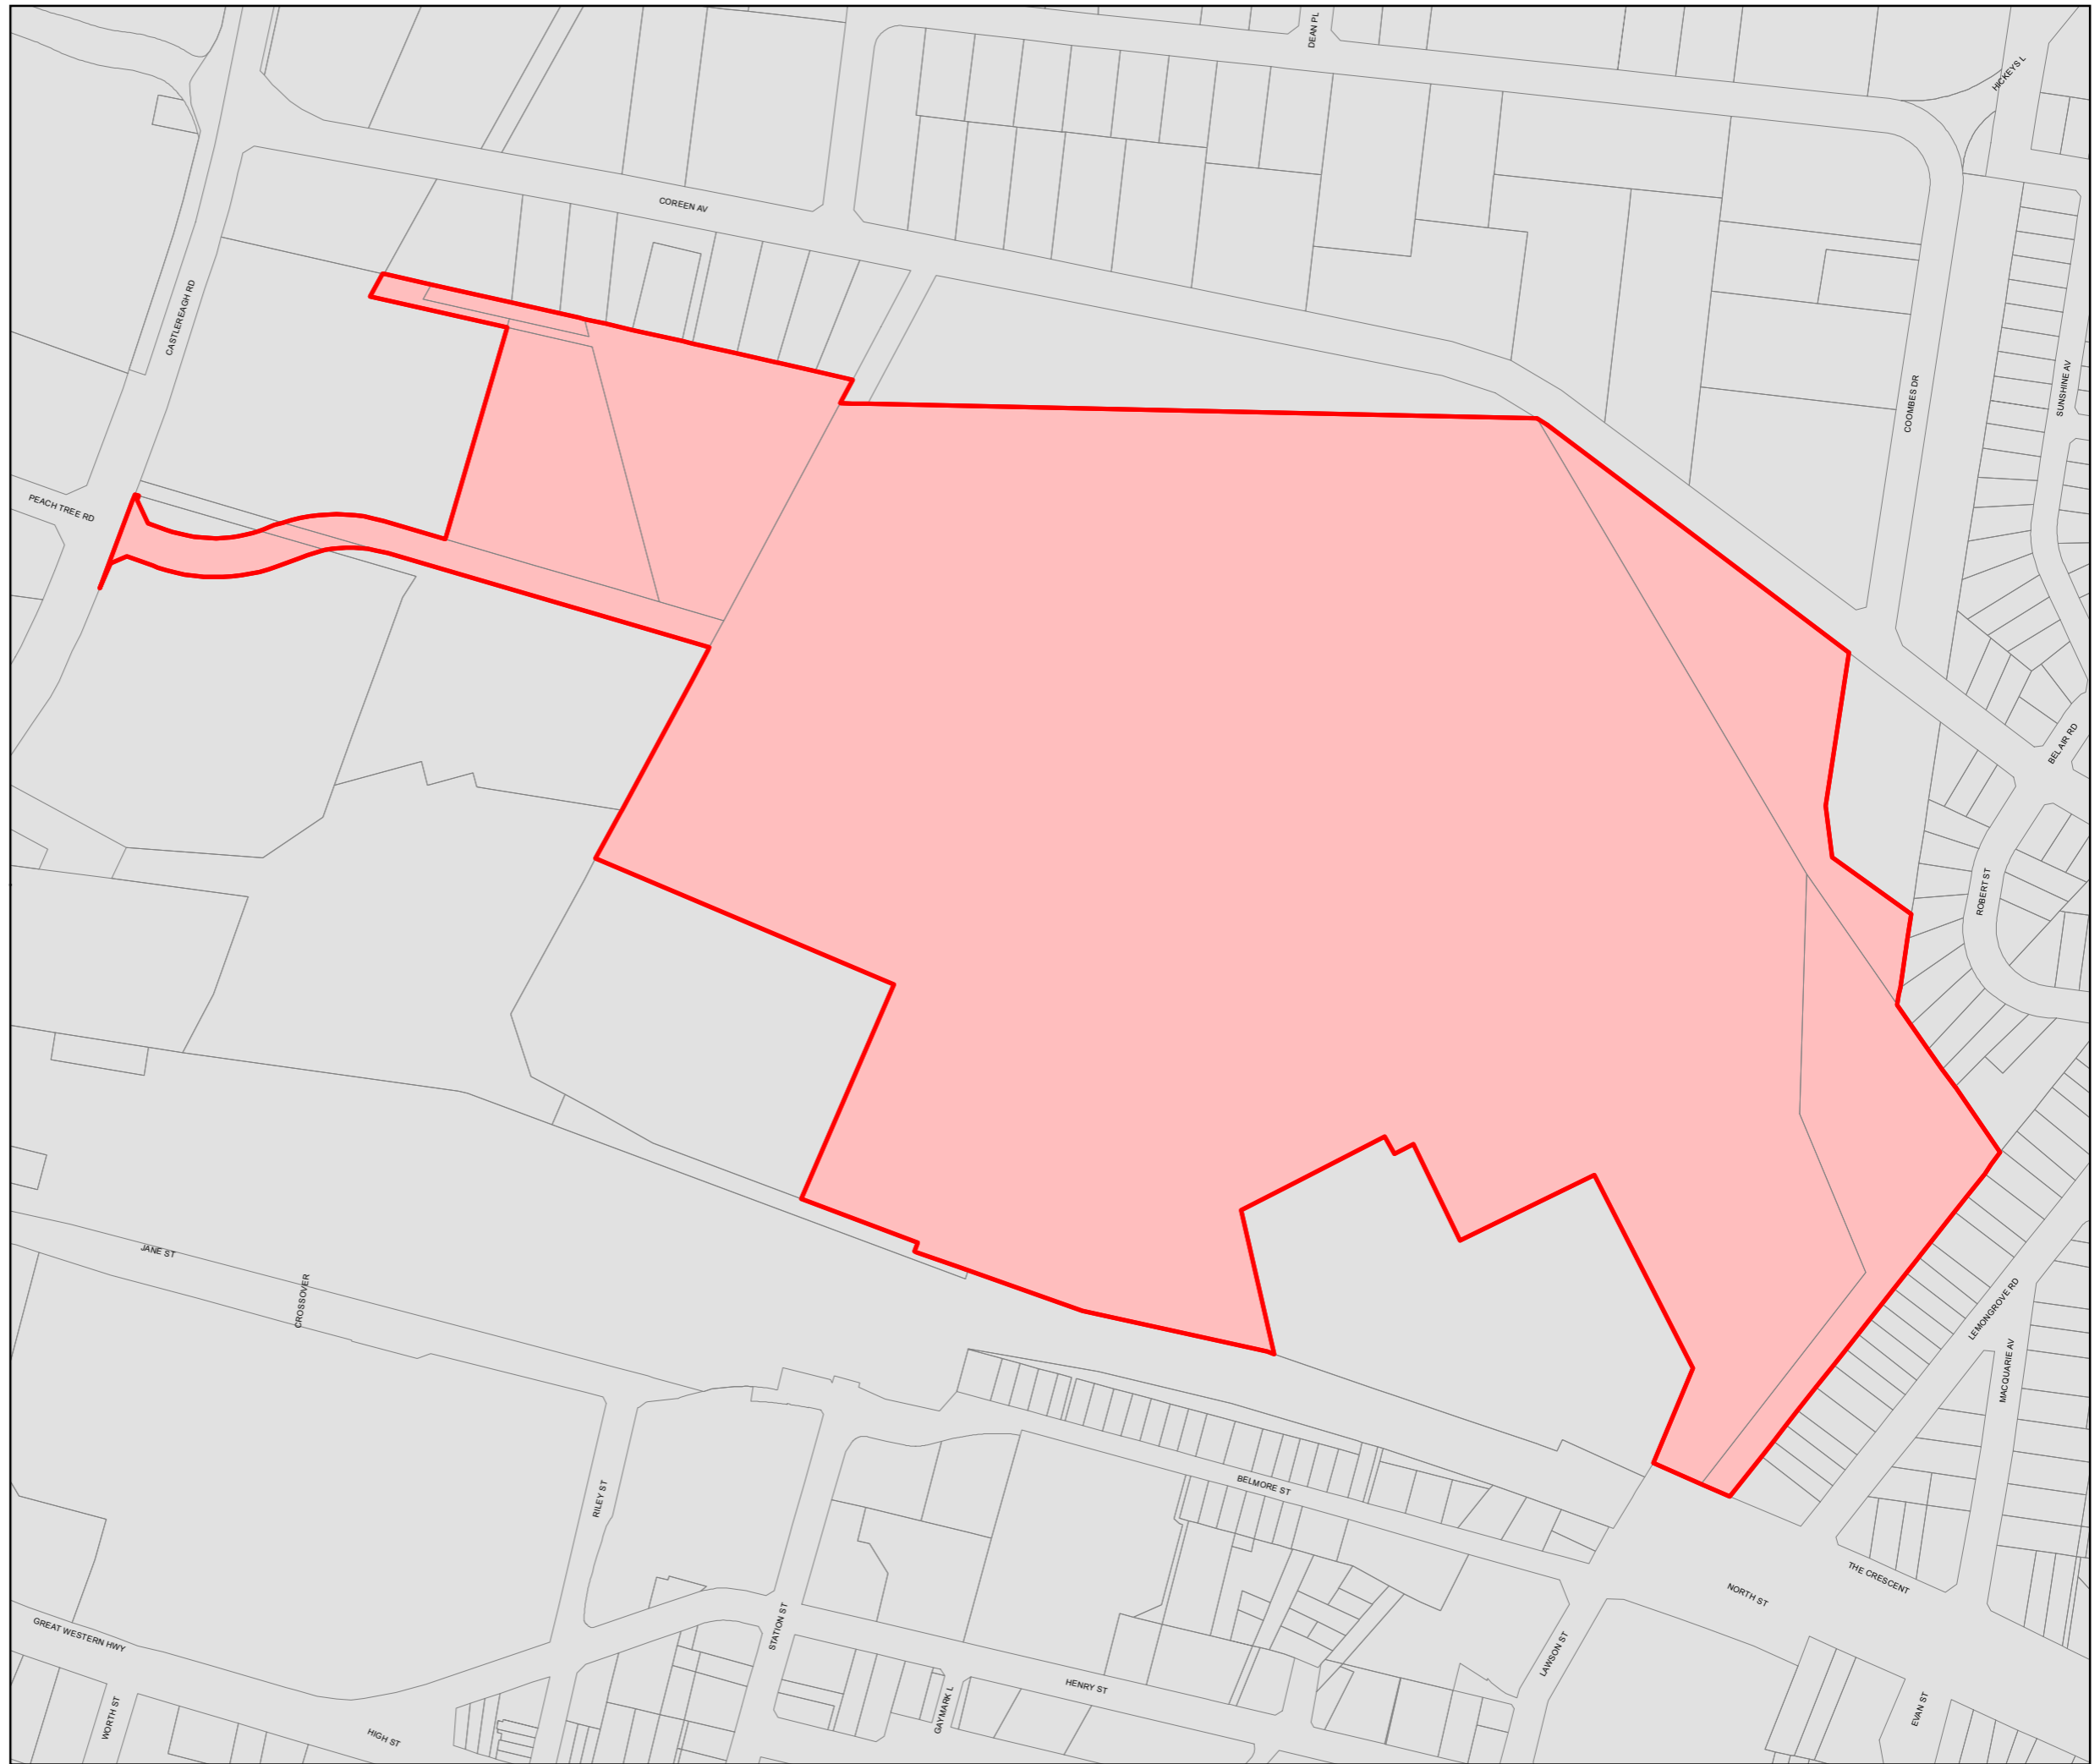 DEAN PL
HICKEYS L
COREEN AV
CASTLEREAGH RD
SUNSHINE AV
COOMBES DR
PEACH TREE RD
BEL AIR RD
ROBERT ST
JANE ST
CROSSOVER
LEMONGROVE RD
MACQUARIE AV
BELMORE ST
RILEY ST
THE CRESCENT
NORTH ST
GREAT WESTERN HWY
STATION ST
LAWSON ST
HENRY ST
GAYMARK L
WORTH ST
EVAN ST
HIGH ST